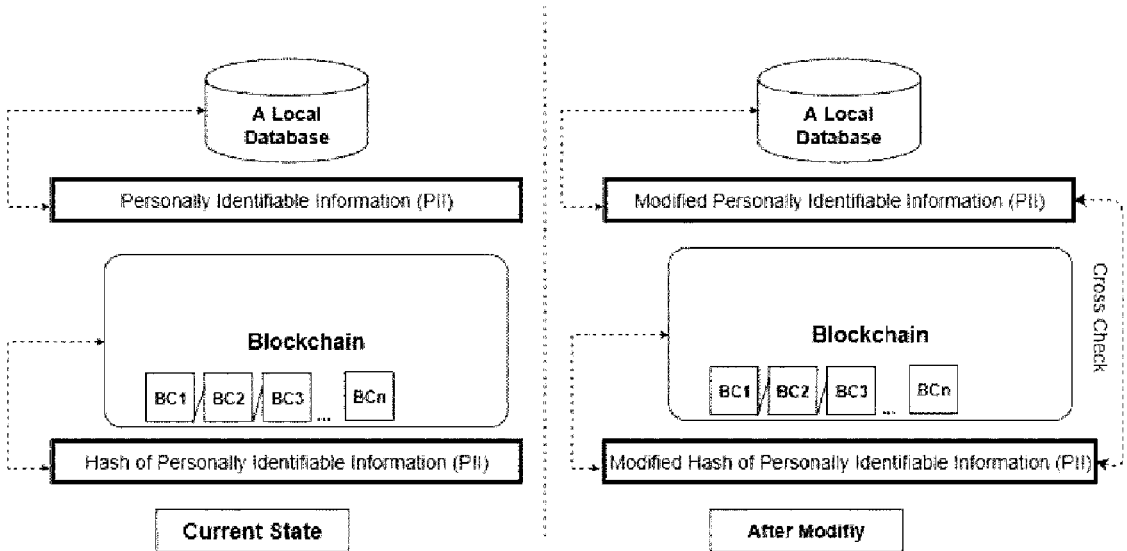 A Local
Database
Personally Identifiable Information (PII)
Blockchain
BC1 BC2 BC3 ... BCn
Hash of Personally Identifiable Information (PII)
Current State
A Local
Database
Modified Personally Identifiable Information (PII)
Cross Check
Blockchain
BC1 BC2 BC3 ... BCn
Modified Hash of Personally Identifiable Information (PII)
After Modifiy